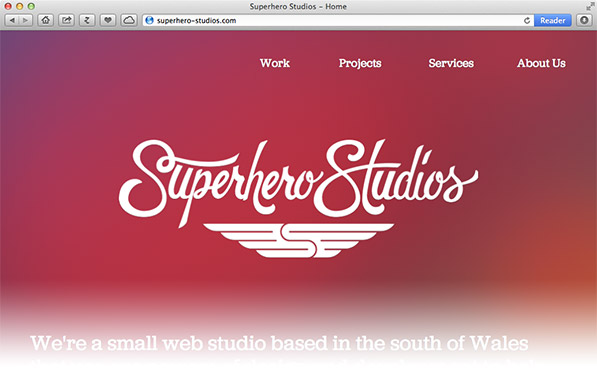 Superhero Studios – Home
superhero-studios.com
Reader
Work
Projects
Services
About Us
Superhero Studios
We're a small web studio based in the south of Wales